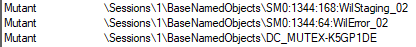 Mutant \Sessions\1\BaseNamedObjects\SM0:1344:168:WilStaging_02
Mutant \Sessions\1\BaseNamedObjects\SM0:1344:64:WilError_02
Mutant \Sessions\1\BaseNamedObjects\DC_MUTEX-K5GP1DE